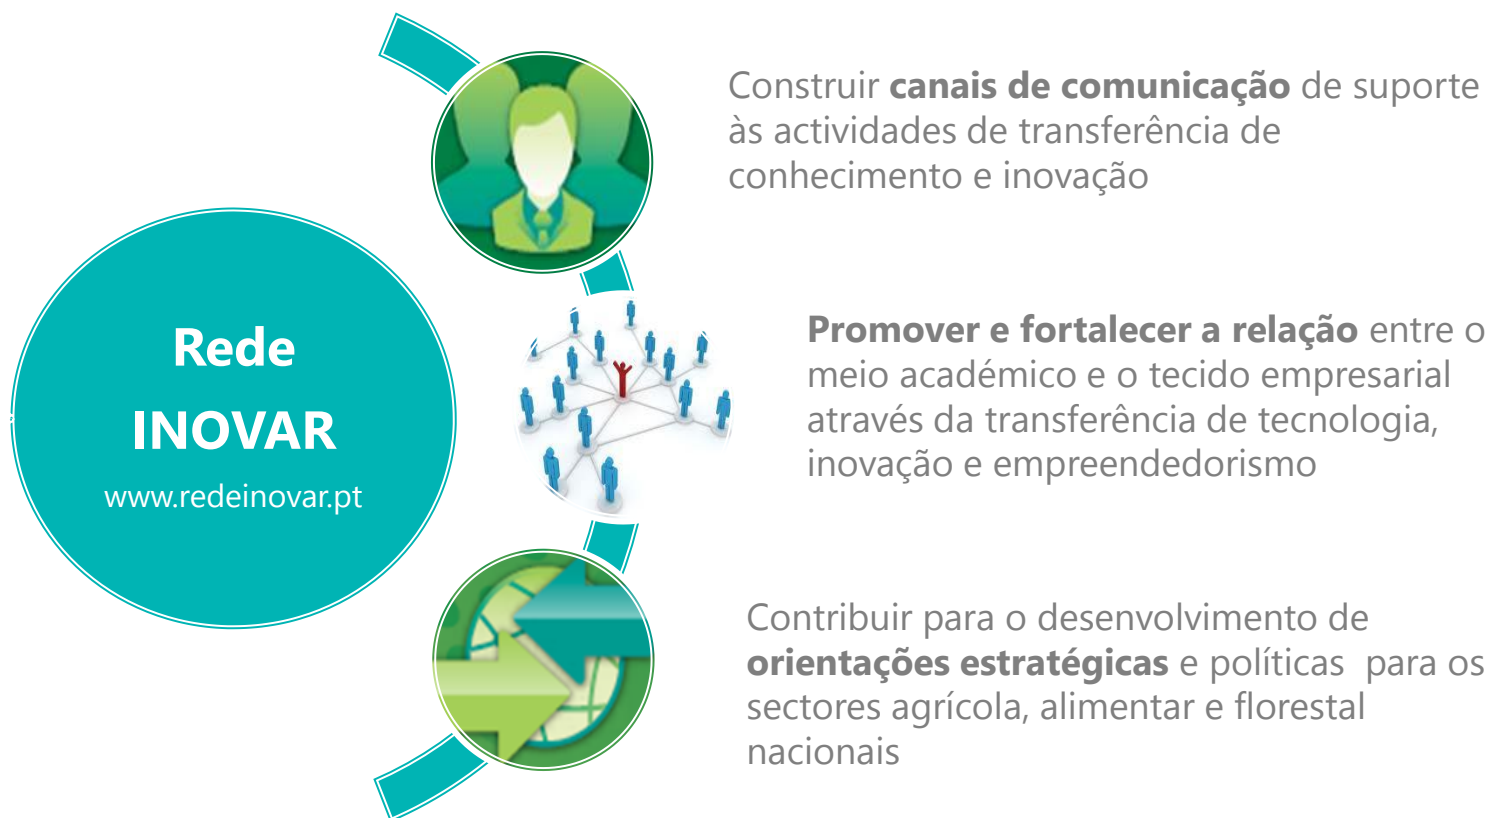 Rede
INOVAR
www.redeinovar.pt
Construir canais de comunicação de suporte
às actividades de transferência de
conhecimento e inovação
Promover e fortalecer a relação entre o
meio académico e o tecido empresarial
através da transferência de tecnologia,
inovação e empreendedorismo
Contribuir para o desenvolvimento de
orientações estratégicas e políticas  para os
sectores agrícola, alimentar e florestal
nacionais